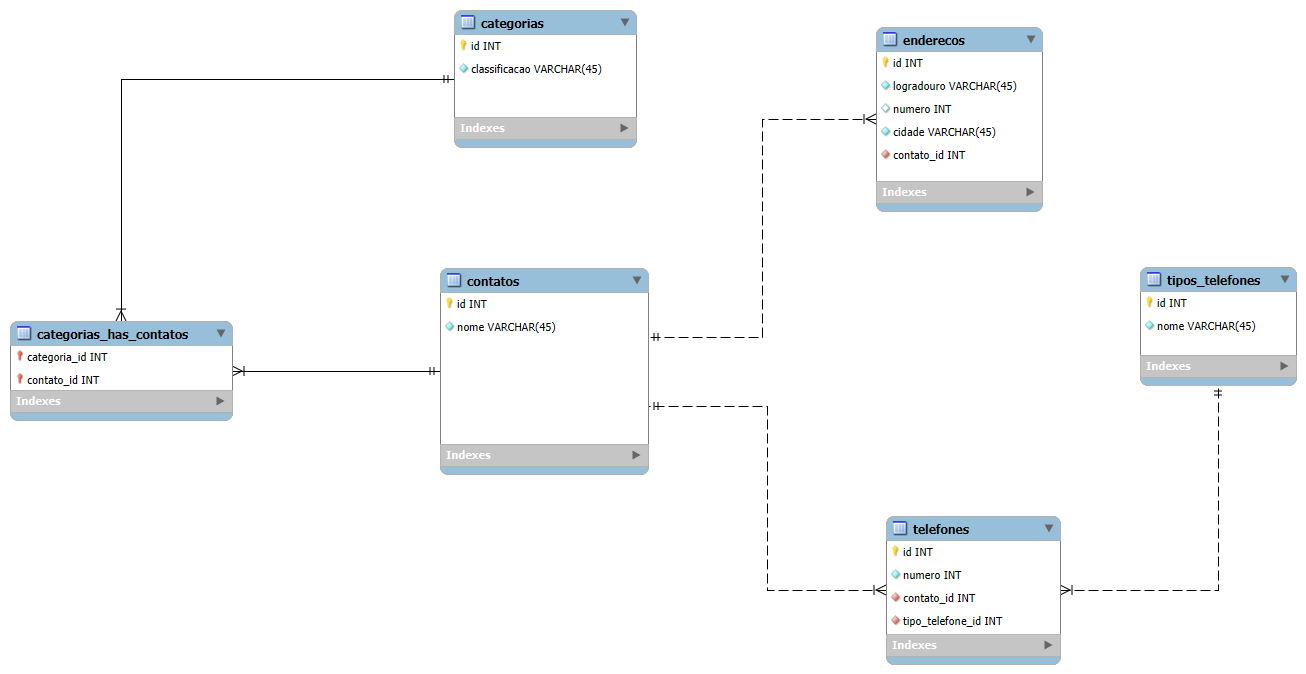 categorias
id INT
classificacao VARCHAR(45)
Indexes
enderecos
id INT
logradouro VARCHAR(45)
numero INT
cidade VARCHAR(45)
contato_id INT
Indexes
categorias_has_contatos
categoria_id INT
contato_id INT
Indexes
contatos
id INT
nome VARCHAR(45)
Indexes
tipos_telefones
id INT
nome VARCHAR(45)
Indexes
telefones
id INT
numero INT
contato_id INT
tipo_telefone_id INT
Indexes